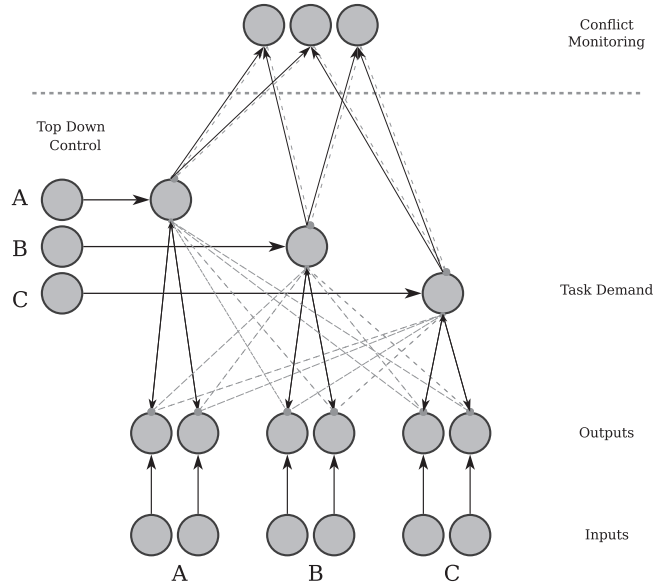 Conflict
Monitoring
Top Down
Control
A
B
C
Task Demand
Outputs
Inputs
A B C